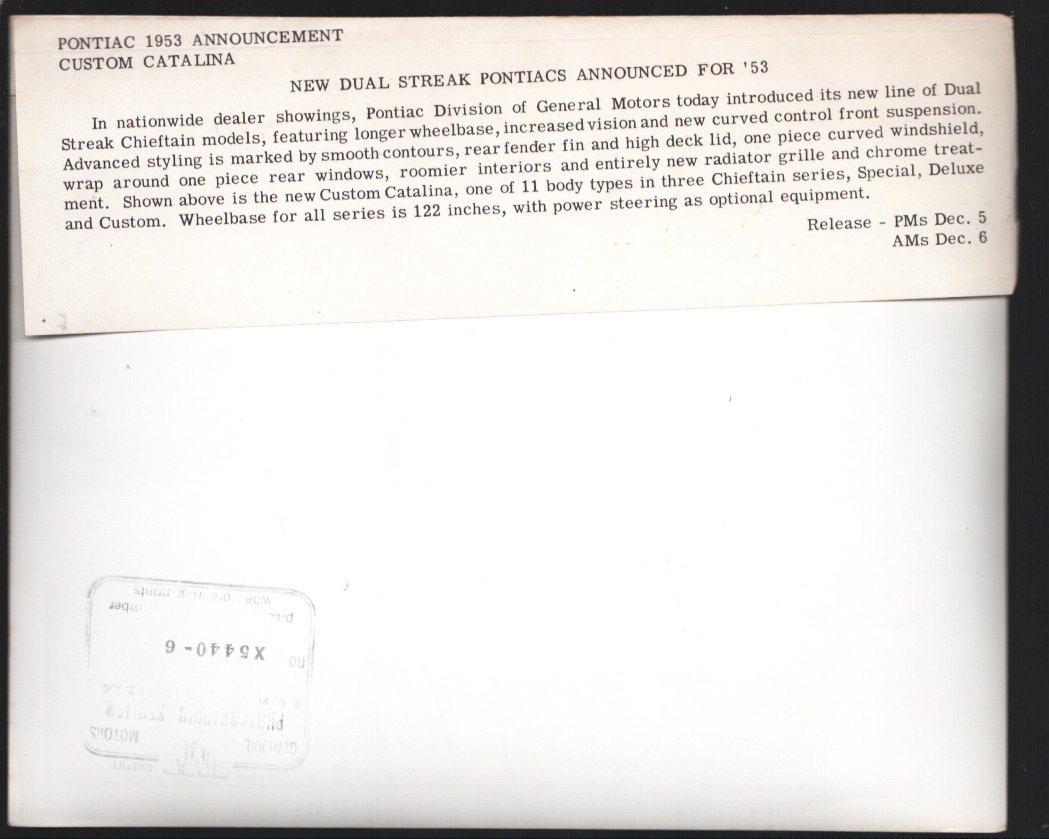 PONTIAC 1953 ANNOUNCEMENT
CUSTOM CATALINA
NEW DUAL STREAK PONTIACS ANNOUNCED FOR '53
In nationwide dealer showings, Pontiac Division of General Motors today introduced its new line of Dual
Streak Chieftain models, featuring longer wheelbase, increased vision and new curved control front suspension.
Advanced styling is marked by smooth contours, rear fender fin and high deck lid, one piece curved windshield,
wrap around one piece rear windows, roomier interiors and entirely new radiator grille and chrome treat-
ment. Shown above is the new Custom Catalina, one of 11 body types in three Chieftain series, Special, Deluxe
and Custom. Wheelbase for all series is 122 inches, with power steering as optional equipment.
Release - PMs Dec. 5
AMs Dec. 6
CREDIT
GENERAL MOTORS
PHOTOGRAPHIC SECTION
X5440-6
prints